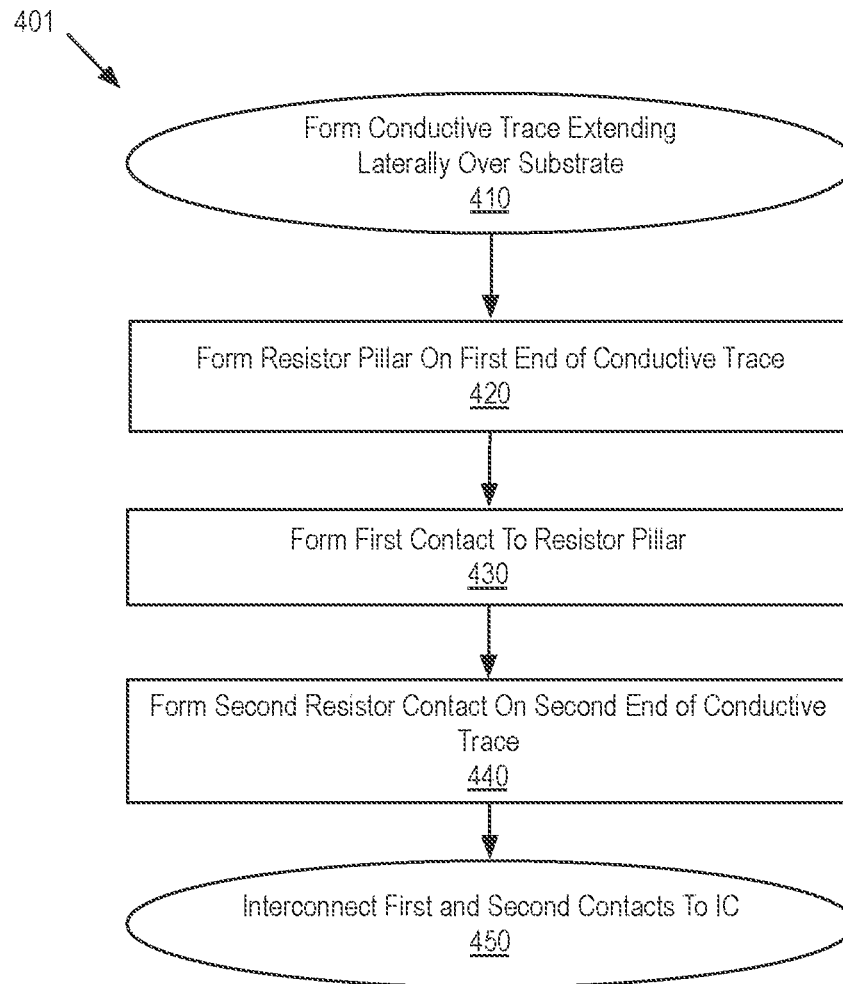 401
Form Conductive Trace Extending
Laterally Over Substrate
410
Form Resistor Pillar On First End of Conductive Trace
420
Form First Contact To Resistor Pillar
430
Form Second Resistor Contact On Second End of Conductive
Trace
440
Interconnect First and Second Contacts To IC
450